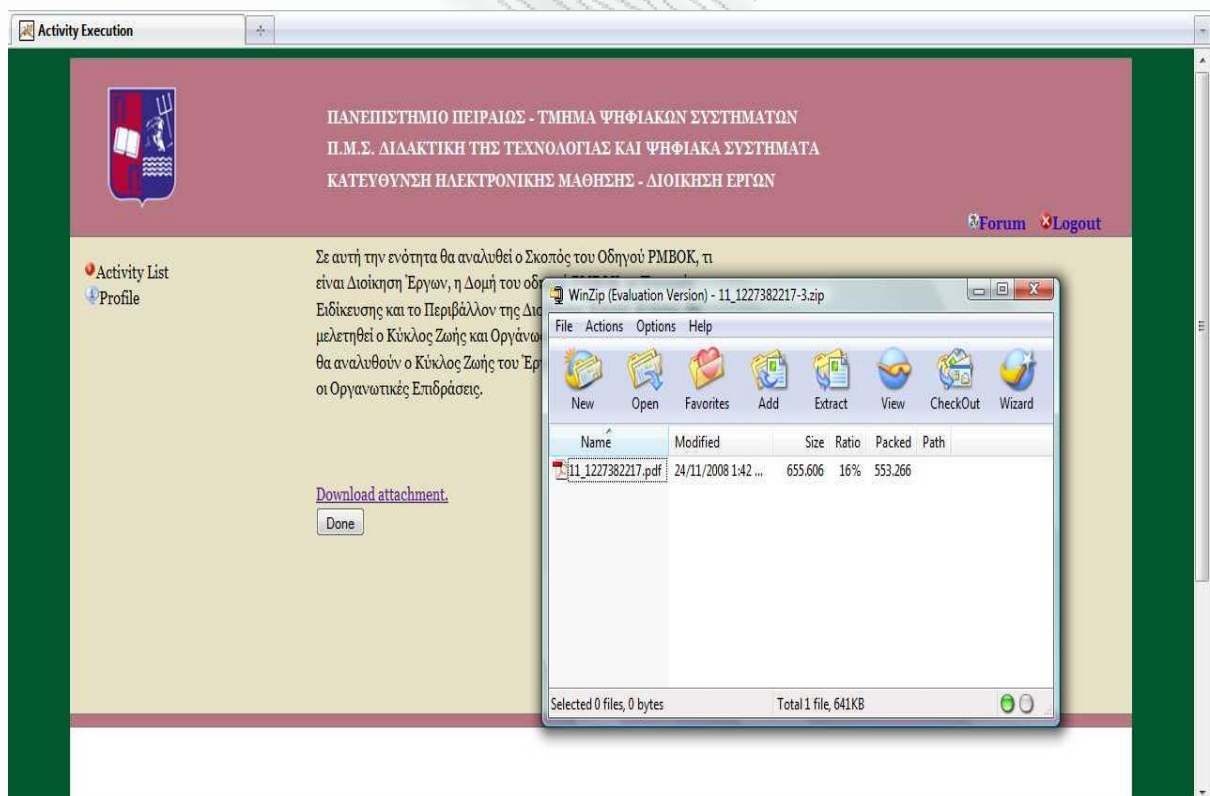 Activity Execution
ΠΑΝΕΠΙΣΤΗΜΙΟ ΠΕΙΡΑΙΩΣ - ΤΜΗΜΑ ΨΗΦΙΑΚΩΝ ΣΥΣΤΗΜΑΤΩΝ
Π.Μ.Σ. ΔΙΔΑΚΤΙΚΗ ΤΗΣ ΤΕΧΝΟΛΟΓΙΑΣ ΚΑΙ ΨΗΦΙΑΚΑ ΣΥΣΤΗΜΑΤΑ
ΚΑΤΕΥΘΥΝΣΗ ΗΛΕΚΤΡΟΝΙΚΗΣ ΜΑΘΗΣΗΣ - ΔΙΟΙΚΗΣΗ ΕΡΓΩΝ
Forum Logout
Activity List
Profile
Σε αυτή την ενότητα θα αναλυθεί ο Σκοπός του Οδηγού PMBOK, τι
είναι Διοίκηση Έργων, η Δομή του
Ειδίκευσης και το Περιβάλλον της
μελετηθεί ο Κύκλος Ζωής και
θα αναλυθούν ο Κύκλος Ζωής του
οι Οργανωτικές Επιδράσεις.
Download attachment.
Done
WinZip (Evaluation Version) - 11_1227382217-3.zip
File Actions Options Help
New Open Favorites Add Extract View CheckOut Wizard
Name Modified Size Ratio Packed Path
11_1227382217.pdf 24/11/2008 1:42 ... 655.606 16% 553.266
Selected 0 files, 0 bytes Total 1 file, 641KB